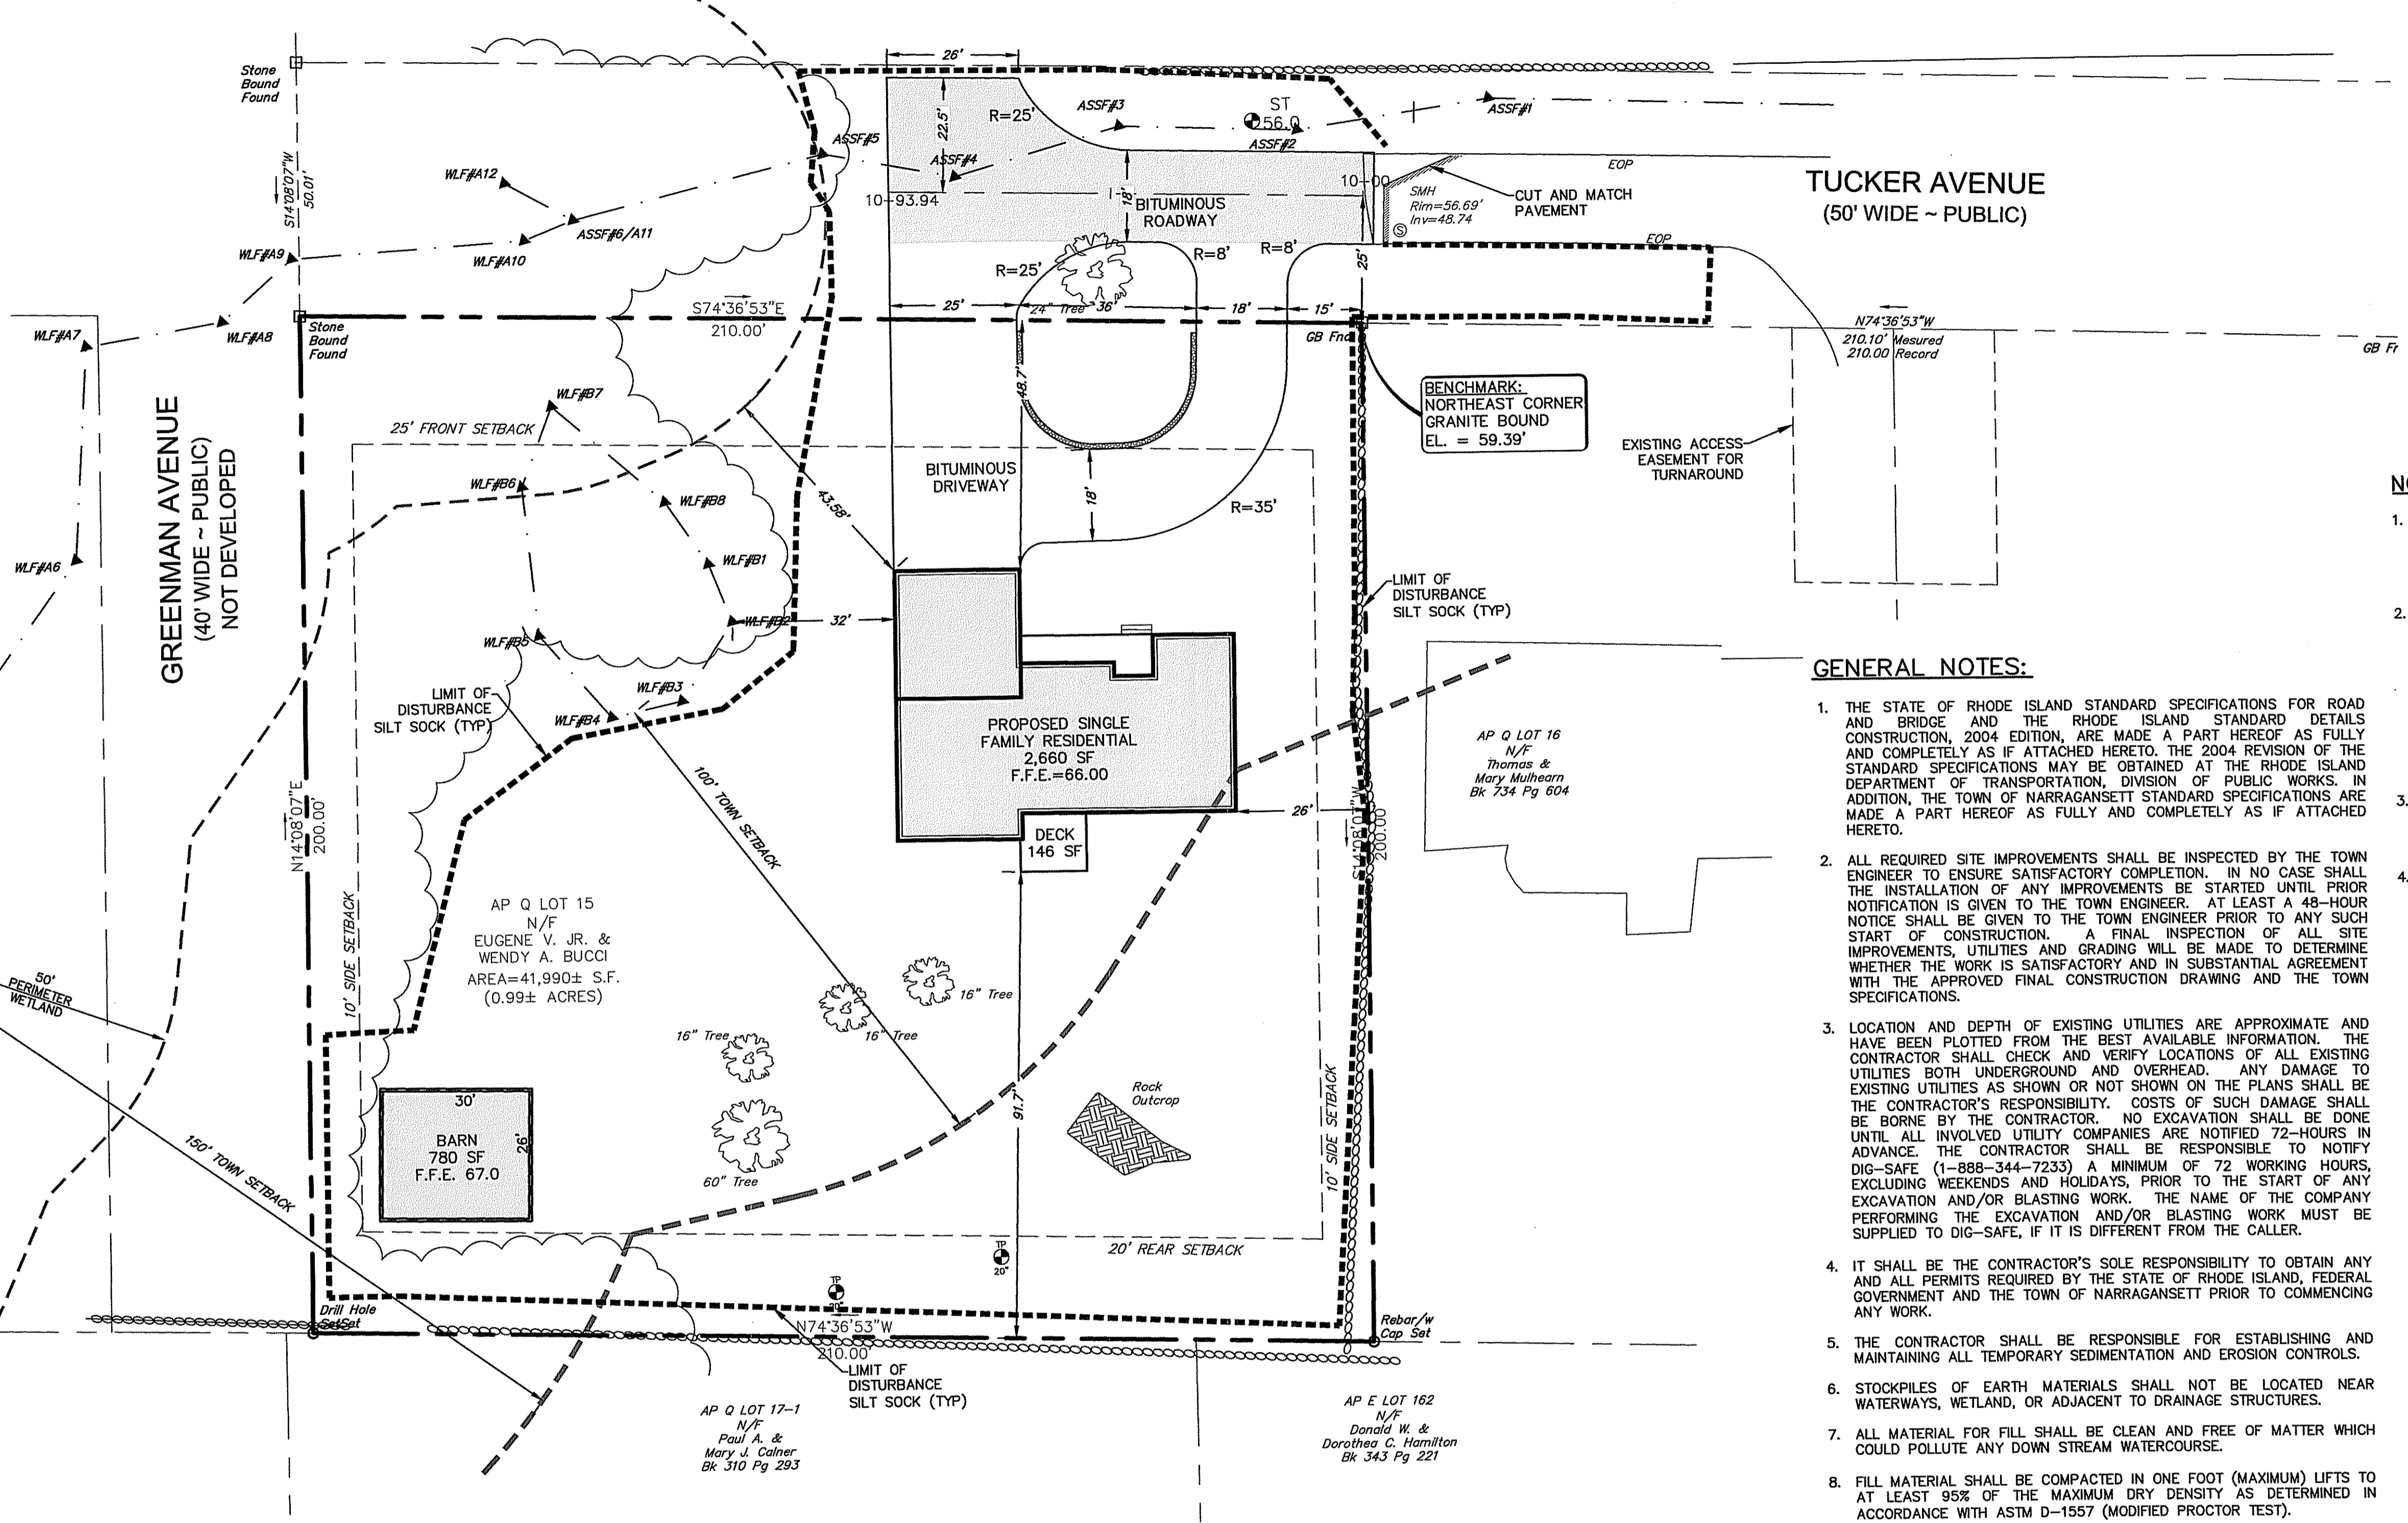 26'
Stone
Bound
Found
S14°08'07"W
50.01'
22.5'
R=25'
ASSF#3
ST
56.0
ASSF#1
ASSF#2
ASSF#5
ASSF#4
WLF#A12
ASSF#6/A11
WLF#A9
WLF#A10
10+93.94
18'
BITUMINOUS
ROADWAY
10+00
SMH
Rim=56.69'
Inv=48.74
S
CUT AND MATCH
PAVEMENT
EOP
EOP
TUCKER AVENUE
(50' WIDE ~ PUBLIC)
R=25'
R=8'
R=8'
25'
WLF#A7
WLF#A8
Stone
Bound
Found
S74°36'53"E
210.00'
25'
24" Tree
36'
18'
15'
GB Fnd
N74°36'53"W
210.10' Mesured
210.00 Record
GB Fr
GREENMAN AVENUE
(40' WIDE ~ PUBLIC)
NOT DEVELOPED
WLF#B7
25' FRONT SETBACK
48.7'
BENCHMARK:
NORTHEAST CORNER
GRANITE BOUND
EL. = 59.39'
EXISTING ACCESS
EASEMENT FOR
TURNAROUND
WLF#B6
WLF#B8
43.58'
BITUMINOUS
DRIVEWAY
18'
R=35'
WLF#A6
WLF#B1
WLF#B2
32'
WLF#B5
WLF#B3
WLF#B4
LIMIT OF
DISTURBANCE
SILT SOCK (TYP)
LIMIT OF
DISTURBANCE
SILT SOCK (TYP)
PROPOSED SINGLE
FAMILY RESIDENTIAL
2,660 SF
F.F.E.=66.00
DECK
146 SF
26'
S14°08'07"W
200.00'
AP Q LOT 16
N/F
Thomas &
Mary Mulhearn
Bk 734 Pg 604
N14°08'07"E
200.00'
100' TOWN SETBACK
10' SIDE SETBACK
AP Q LOT 15
N/F
EUGENE V. JR. &
WENDY A. BUCCI
AREA=41,990± S.F.
(0.99± ACRES)
50'
PERIMETER
WETLAND
16" Tree
16" Tree
16" Tree
60" Tree
91.7'
Rock
Outcrop
10' SIDE SETBACK
30'
26'
BARN
780 SF
F.F.E. 67.0
150' TOWN SETBACK
20' REAR SETBACK
TP
20"
TP
20"
Drill Hole
Set
Set
N74°36'53"W
210.00'
Rebar/w
Cap Set
LIMIT OF
DISTURBANCE
SILT SOCK (TYP)
AP Q LOT 17-1
N/F
Paul A. &
Mary J. Calner
Bk 310 Pg 293
AP E LOT 162
N/F
Donald W. &
Dorothea C. Hamilton
Bk 343 Pg 221
GENERAL NOTES:
1. THE STATE OF RHODE ISLAND STANDARD SPECIFICATIONS FOR ROAD
AND BRIDGE AND THE RHODE ISLAND STANDARD DETAILS
CONSTRUCTION, 2004 EDITION, ARE MADE A PART HEREOF AS FULLY
AND COMPLETELY AS IF ATTACHED HERETO. THE 2004 REVISION OF THE
STANDARD SPECIFICATIONS MAY BE OBTAINED AT THE RHODE ISLAND
DEPARTMENT OF TRANSPORTATION, DIVISION OF PUBLIC WORKS. IN
ADDITION, THE TOWN OF NARRAGANSETT STANDARD SPECIFICATIONS ARE
MADE A PART HEREOF AS FULLY AND COMPLETELY AS IF ATTACHED
HERETO.
2. ALL REQUIRED SITE IMPROVEMENTS SHALL BE INSPECTED BY THE TOWN
ENGINEER TO ENSURE SATISFACTORY COMPLETION. IN NO CASE SHALL
THE INSTALLATION OF ANY IMPROVEMENTS BE STARTED UNTIL PRIOR
NOTIFICATION IS GIVEN TO THE TOWN ENGINEER. AT LEAST A 48-HOUR
NOTICE SHALL BE GIVEN TO THE TOWN ENGINEER PRIOR TO ANY SUCH
START OF CONSTRUCTION. A FINAL INSPECTION OF ALL SITE
IMPROVEMENTS, UTILITIES AND GRADING WILL BE MADE TO DETERMINE
WHETHER THE WORK IS SATISFACTORY AND IN SUBSTANTIAL AGREEMENT
WITH THE APPROVED FINAL CONSTRUCTION DRAWING AND THE TOWN
SPECIFICATIONS.
3. LOCATION AND DEPTH OF EXISTING UTILITIES ARE APPROXIMATE AND
HAVE BEEN PLOTTED FROM THE BEST AVAILABLE INFORMATION. THE
CONTRACTOR SHALL CHECK AND VERIFY LOCATIONS OF ALL EXISTING
UTILITIES BOTH UNDERGROUND AND OVERHEAD. ANY DAMAGE TO
EXISTING UTILITIES AS SHOWN OR NOT SHOWN ON THE PLANS SHALL BE
THE CONTRACTOR'S RESPONSIBILITY. COSTS OF SUCH DAMAGE SHALL
BE BORNE BY THE CONTRACTOR. NO EXCAVATION SHALL BE DONE
UNTIL ALL INVOLVED UTILITY COMPANIES ARE NOTIFIED 72-HOURS IN
ADVANCE. THE CONTRACTOR SHALL BE RESPONSIBLE TO NOTIFY
DIG-SAFE (1-888-344-7233) A MINIMUM OF 72 WORKING HOURS,
EXCLUDING WEEKENDS AND HOLIDAYS, PRIOR TO THE START OF ANY
EXCAVATION AND/OR BLASTING WORK. THE NAME OF THE COMPANY
PERFORMING THE EXCAVATION AND/OR BLASTING WORK MUST BE
SUPPLIED TO DIG-SAFE, IF IT IS DIFFERENT FROM THE CALLER.
4. IT SHALL BE THE CONTRACTOR'S SOLE RESPONSIBILITY TO OBTAIN ANY
AND ALL PERMITS REQUIRED BY THE STATE OF RHODE ISLAND, FEDERAL
GOVERNMENT AND THE TOWN OF NARRAGANSETT PRIOR TO COMMENCING
ANY WORK.
5. THE CONTRACTOR SHALL BE RESPONSIBLE FOR ESTABLISHING AND
MAINTAINING ALL TEMPORARY SEDIMENTATION AND EROSION CONTROLS.
6. STOCKPILES OF EARTH MATERIALS SHALL NOT BE LOCATED NEAR
WATERWAYS, WETLAND, OR ADJACENT TO DRAINAGE STRUCTURES.
7. ALL MATERIAL FOR FILL SHALL BE CLEAN AND FREE OF MATTER WHICH
COULD POLLUTE ANY DOWN STREAM WATERCOURSE.
8. FILL MATERIAL SHALL BE COMPACTED IN ONE FOOT (MAXIMUM) LIFTS TO
AT LEAST 95% OF THE MAXIMUM DRY DENSITY AS DETERMINED IN
ACCORDANCE WITH ASTM D-1557 (MODIFIED PROCTOR TEST).
1.
2.
3.
4.